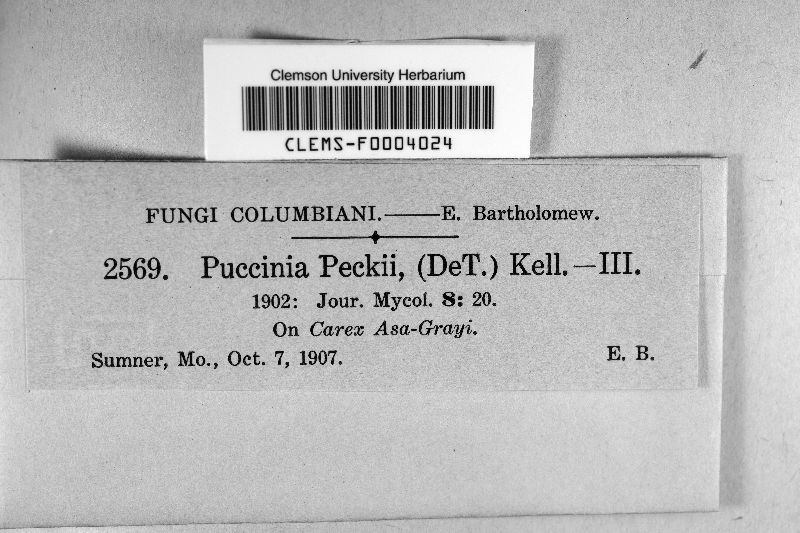 Clemson University Herbarium
CLEMS-F0004024
FUNGI COLUMBIANI.——E. Bartholomew.
2569. Puccinia Peckii, (DeT.) Kell.—III.
1902: Jour. Mycol. 8: 20.
On Carex Asa-Grayi.
Sumner, Mo., Oct. 7, 1907. E. B.